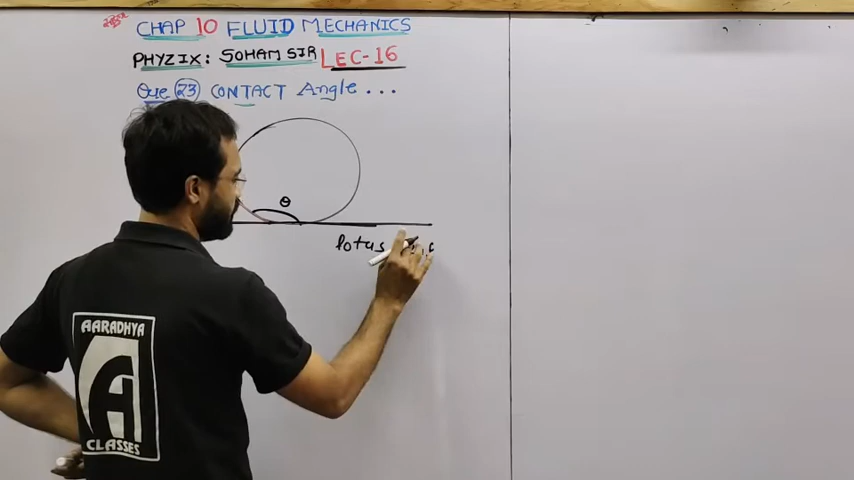 CHAP 10 FLUID MECHANICS
PHYZIX: SOHAM SIR LEC-16
Que 23 CONTACT Angle ...
θ
lotus
AARADHYA
CLASSES